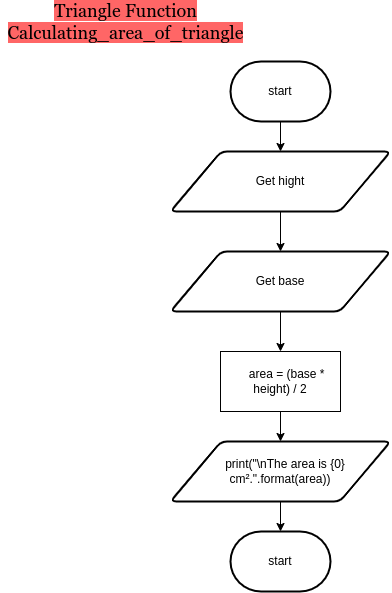 Triangle Function
Calculating_area_of_triangle
start
Get hight
Get base
area = (base *
height) / 2
print("\nThe area is {0}
cm².".format(area))
start